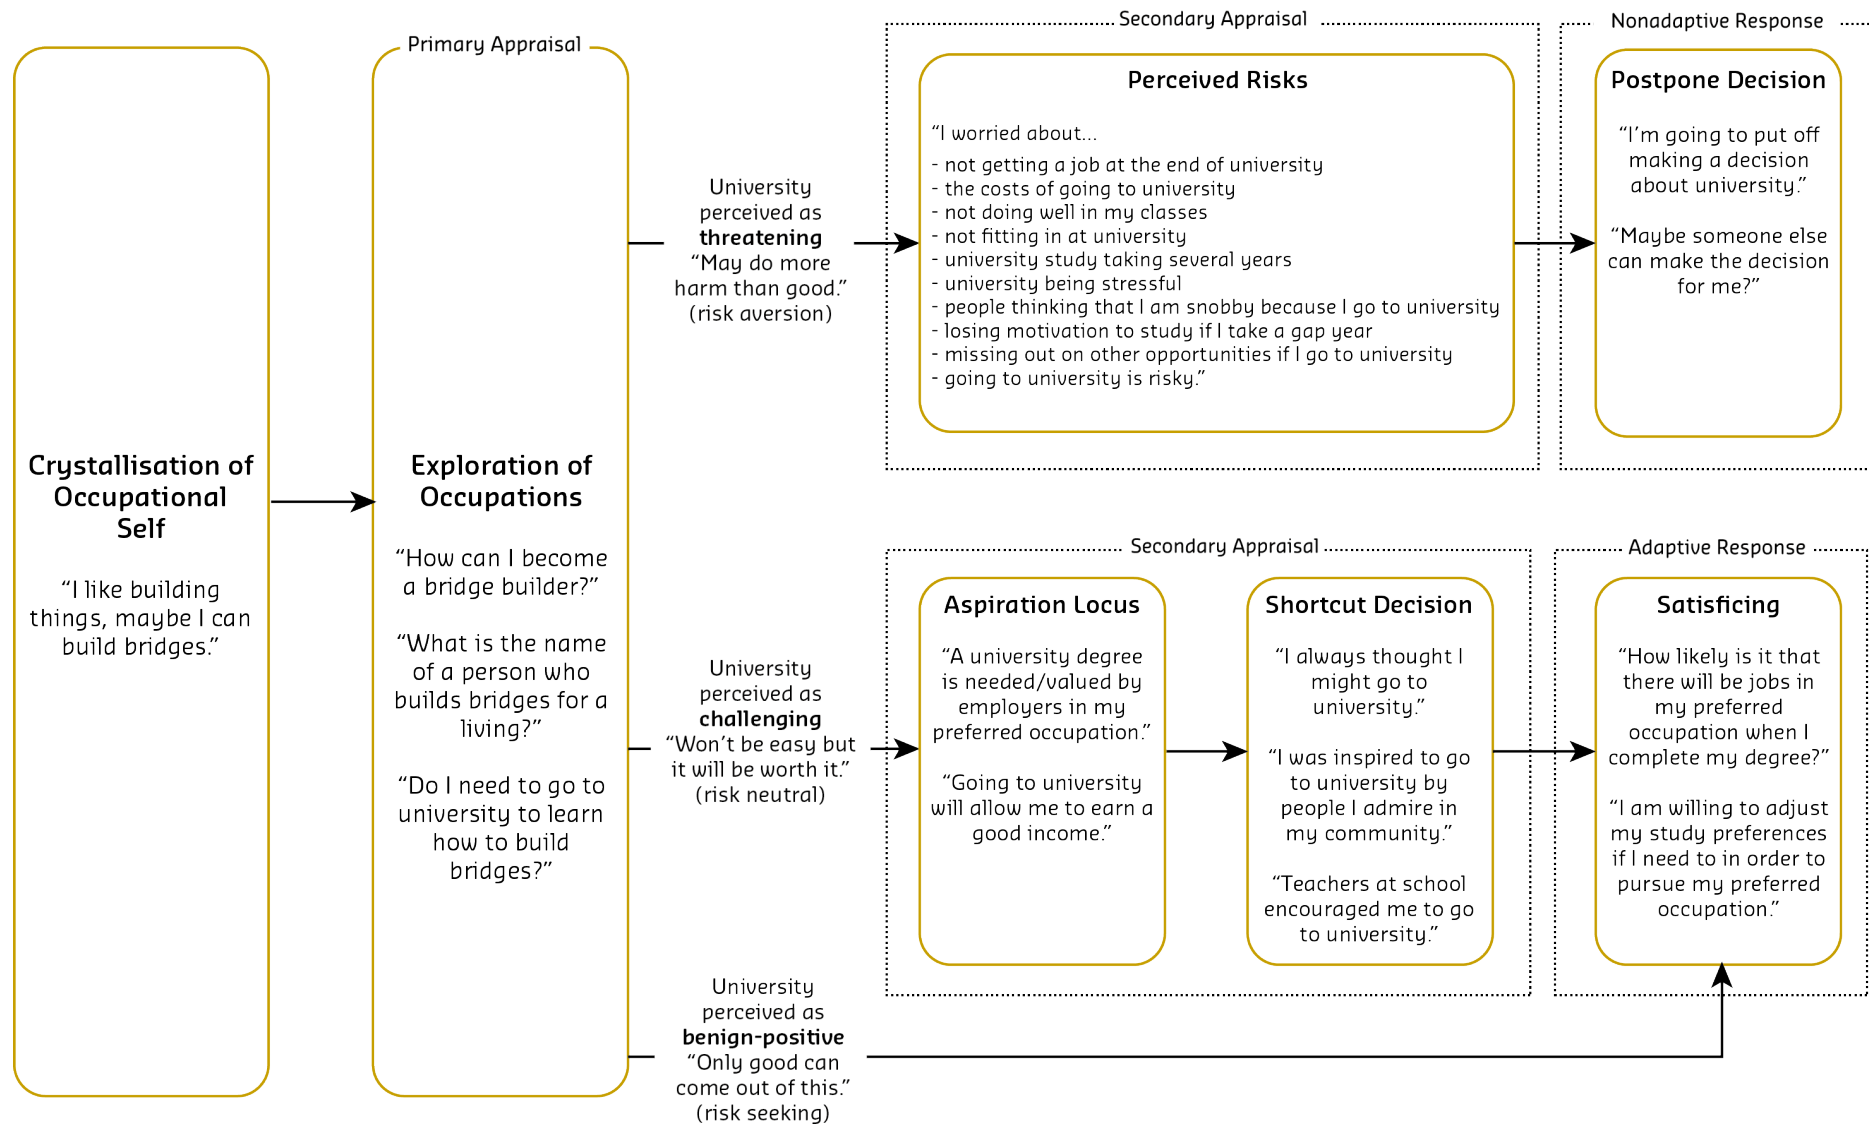 Crystallisation of
Occupational
Self
“I like building
things, maybe I can
build bridges.”
Primary Appraisal
Exploration of
Occupations
“How can I become
a bridge builder?”
“What is the name
of a person who
builds bridges for a
living?”
“Do I need to go to
university to learn
how to build
bridges?”
University
perceived as
threatening
“May do more
harm than good.”
(risk aversion)
Secondary Appraisal
Perceived Risks
“I worried about...
- not getting a job at the end of university
- the costs of going to university
- not doing well in my classes
- not fitting in at university
- university study taking several years
- university being stressful
- people thinking that I am snobby because I go to university
- losing motivation to study if I take a gap year
- missing out on other opportunities if I go to university
- going to university is risky.”
Nonadaptive Response
Postpone Decision
“I’m going to put off
making a decision
about university.”
“Maybe someone else
can make the decision
for me?”
University
perceived as
challenging
“Won’t be easy but
it will be worth it.”
(risk neutral)
Secondary Appraisal
Aspiration Locus
“A university degree
is needed/valued by
employers in my
preferred occupation.”
“Going to university
will allow me to earn a
good income.”
Shortcut Decision
“I always thought I
might go to
university.”
“I was inspired to go
to university by
people I admire in
my community.”
“Teachers at school
encouraged me to go
to university.”
Adaptive Response
Satisficing
“How likely is it that
there will be jobs in
my preferred
occupation when I
complete my degree?”
“I am willing to adjust
my study preferences
if I need to in order to
pursue my preferred
occupation.”
University
perceived as
benign-positive
“Only good can
come out of this.”
(risk seeking)